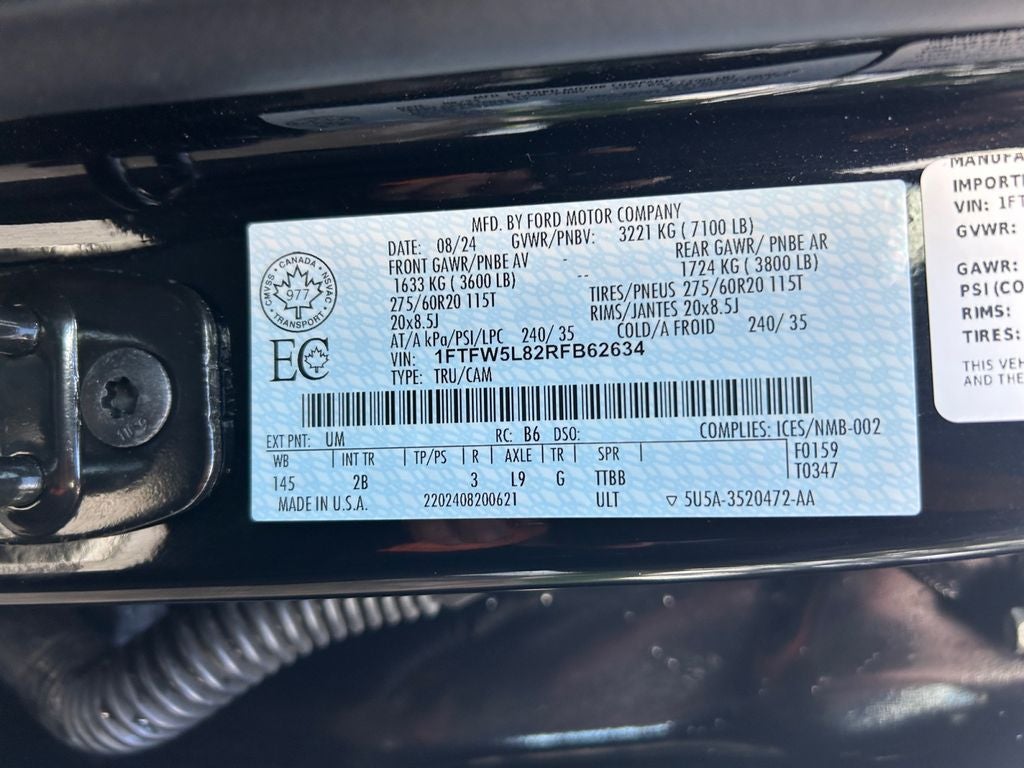 MFD. BY FORD MOTOR COMPANY
DATE: 08/24 GVWR/PNBV: 3221 KG ( 7100 LB)
FRONT GAWR/PNBE AV - REAR GAWR/ PNBE AR
1633 KG ( 3600 LB) -- 1724 KG ( 3800 LB)
275/60R20 115T TIRES/PNEUS 275/60R20 115T
20x8.5J RIMS/JANTES 20x8.5J
AT/A kPa/PSI/LPC 240/ 35 COLD/A FROID 240/ 35
VIN: 1FTFW5L82RFB62634
TYPE: TRU/CAM
CANADA
CMVSS · NSVAC
977
TRANSPORT
EC
EXT PNT: UM RC: B6 DSO: COMPLIES: ICES/NMB-002
WB | INT TR | TP/PS | R | AXLE | TR | SPR | F0159
145 2B 3 L9 G TTBB T0347
MADE IN U.S.A. 2202408200621 ULT ▽ 5U5A-3520472-AA
MANUFA
IMPORTE
VIN: 1FT
GVWR:
GAWR:
PSI (CO
RIMS:
TIRES:
THIS VEH
AND THE